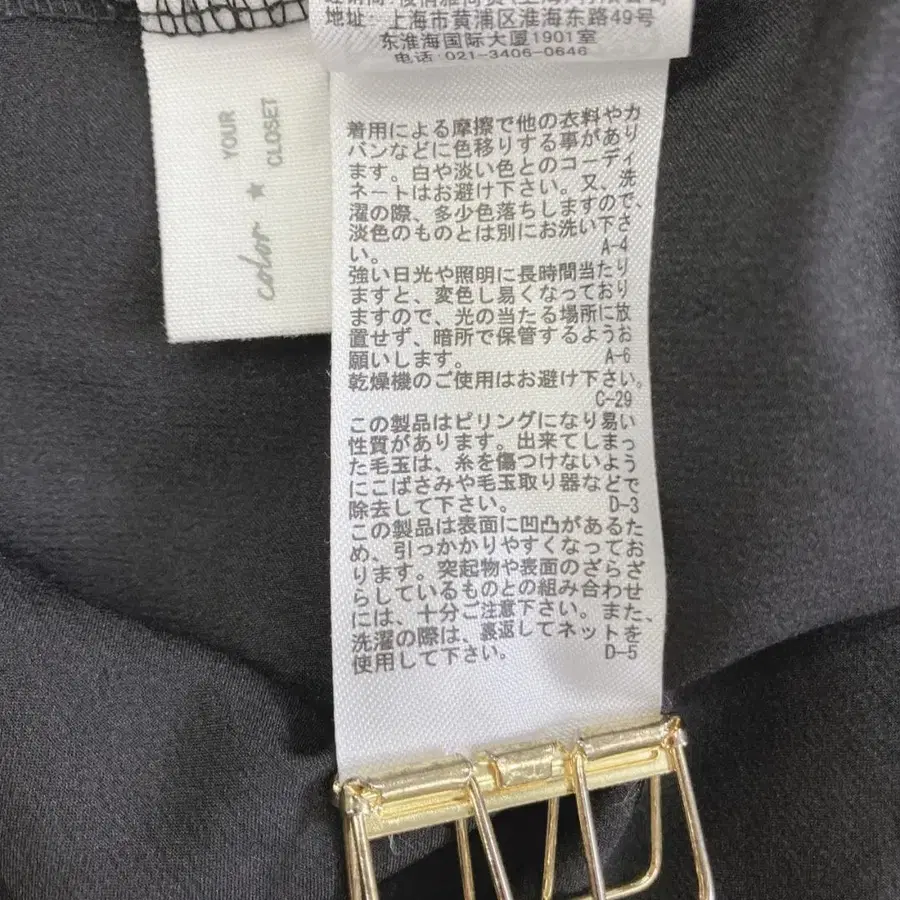 地址: 上海市黄浦区淮海东路49号
东淮海国际大厦1901室
电话: 021-3406-0646
YOUR
CLOSET
color
着用による摩擦で他の衣料やカ
バンなどに色移りする事があり
ます。白や淡い色とのコーディ
ネートはお避け下さい。又、洗
濯の際、多少色落ちしますので、
淡色のものとは別にお洗い下さ
い。 A-4
強い日光や照明に長時間当たり
ますと、変色し易くなっており
ますので、光の当たる場所に放
置せず、暗所で保管するようお
願いします。 A-6
乾燥機のご使用はお避け下さい。
C-29
この製品はピリングになり易い
性質があります。出来てしまっ
た毛玉は、糸を傷つけないよう
にこばさみや毛玉取り器などで
除去して下さい。 D-3
この製品は表面に凹凸があるた
め、引っかかりやすくなってお
ります。突起物や表面のざらざ
らしているものとの組み合わせ
には、十分ご注意下さい。また、
洗濯の際は、裏返してネットを
使用して下さい。 D-5